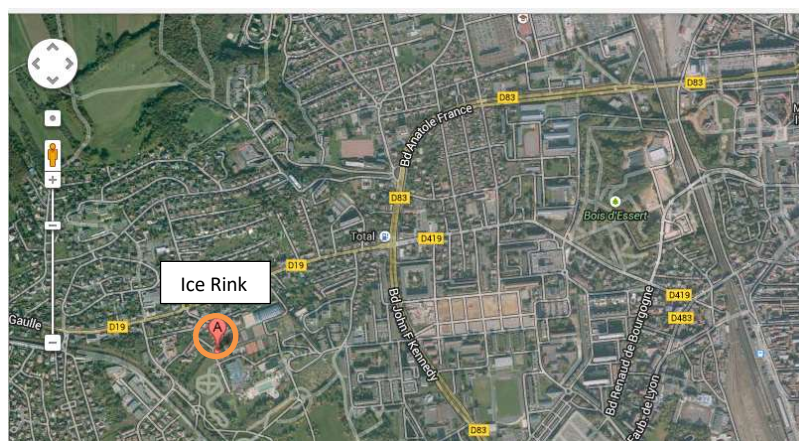 D83
D83
Bd Anatole France
D83
Bois d'Essert
Total
D419
D19
Ice Rink
D419
Gaulle
D19
A
D483
Bd John F Kennedy
Bd Renaud de Bourgogne
Faub. de Lyon
D83